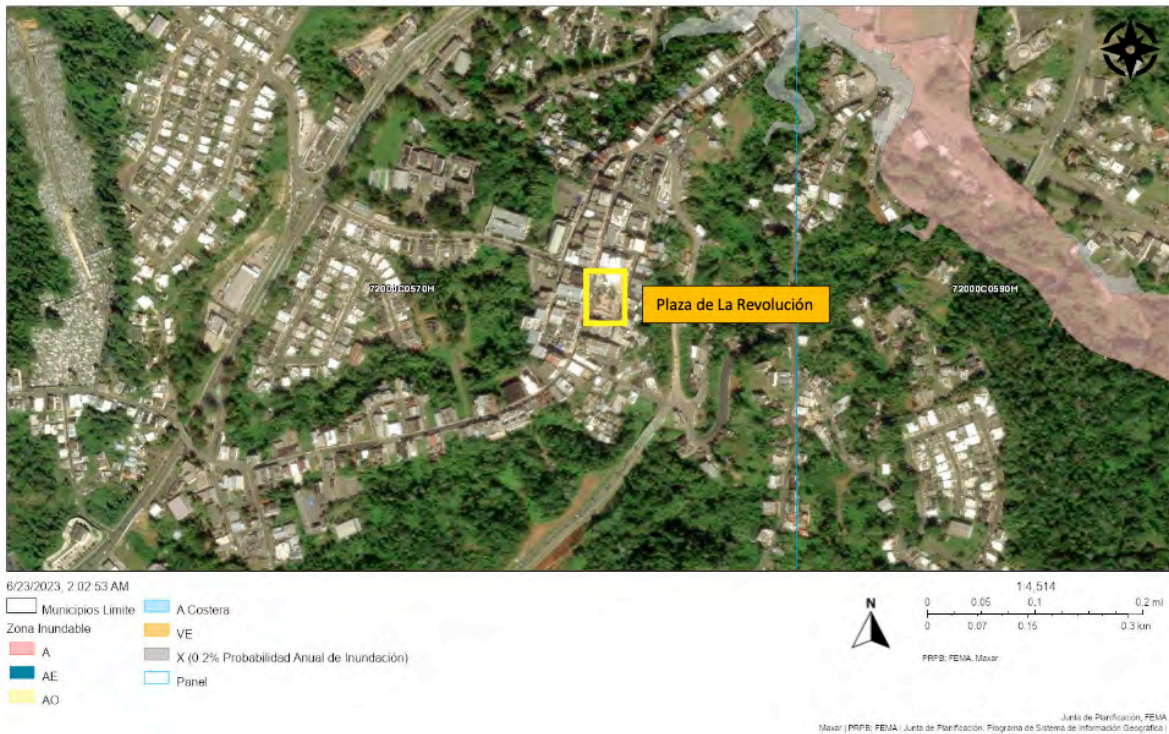 72000C0570H
Plaza de La Revolución
72000C0590H
6/23/2023, 2:02:53 AM
Municipios Limite
Zona Inundable
A
AE
AO
A Costera
VE
X (0.2% Probabilidad Anual de Inundación)
Panel
N
1:4,514
0 0.05 0.1 0.2 mi
0 0.07 0.15 0.3 km
PRPB, FEMA, Maxar
Junta de Planificación, FEMA
Maxar | PRPB, FEMA | Junta de Planificación, Programa de Sistema de Información Geográfica |